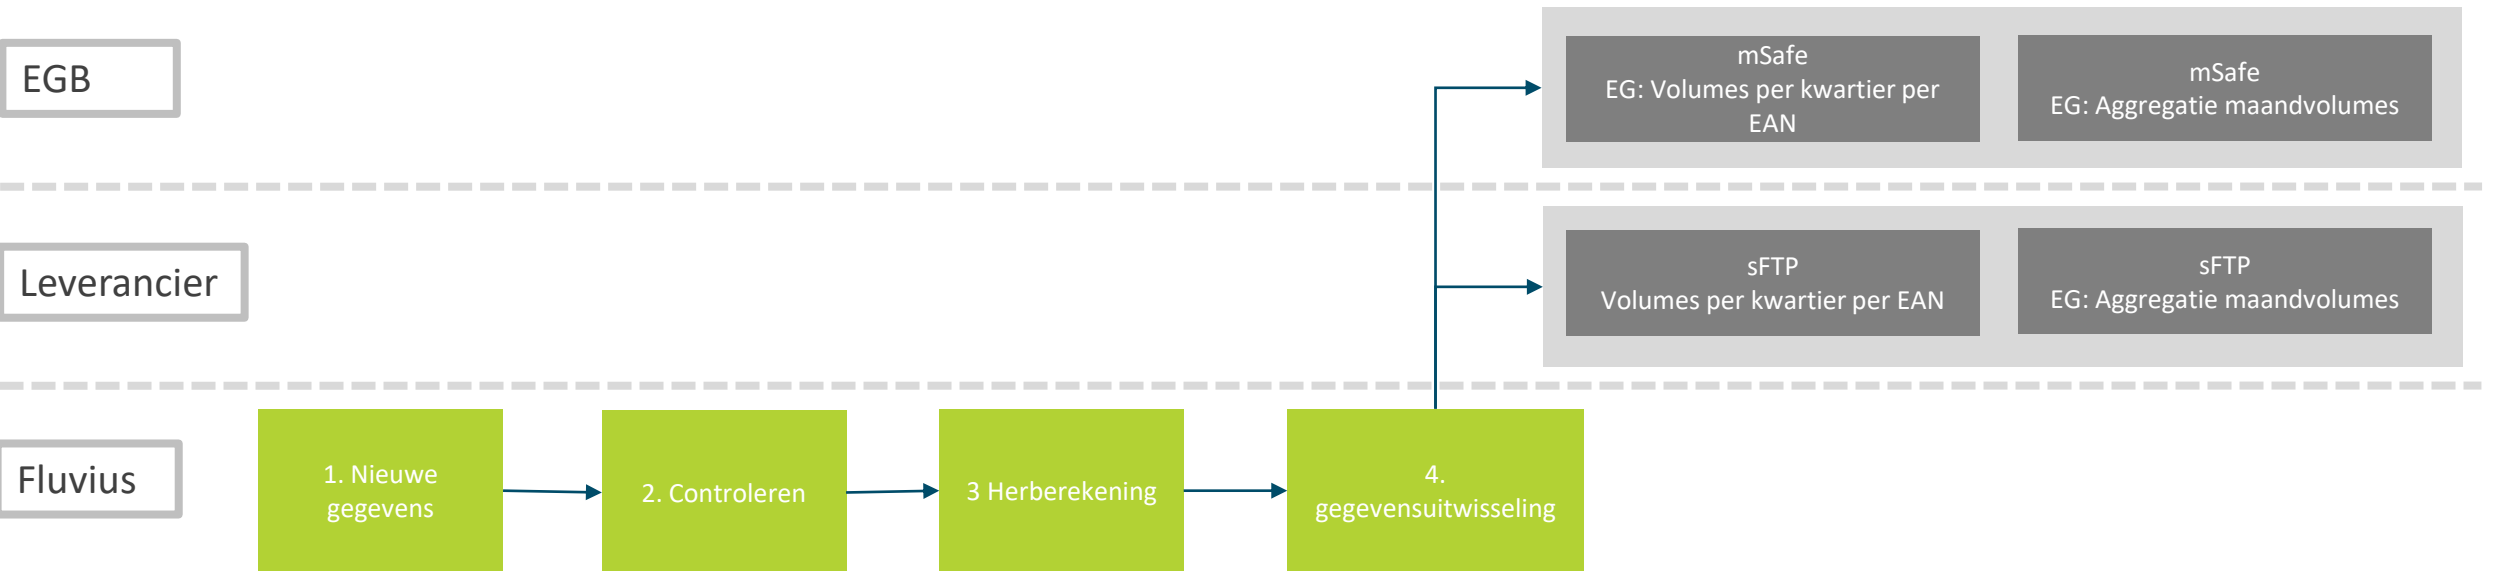 EGB
mSafe
EG: Volumes per kwartier per
EAN
mSafe
EG: Aggregatie maandvolumes
Leverancier
sFTP
Volumes per kwartier per EAN
sFTP
EG: Aggregatie maandvolumes
Fluvius
1. Nieuwe
gegevens
2. Controleren
3 Herberekening
4.
gegevensuitwisseling